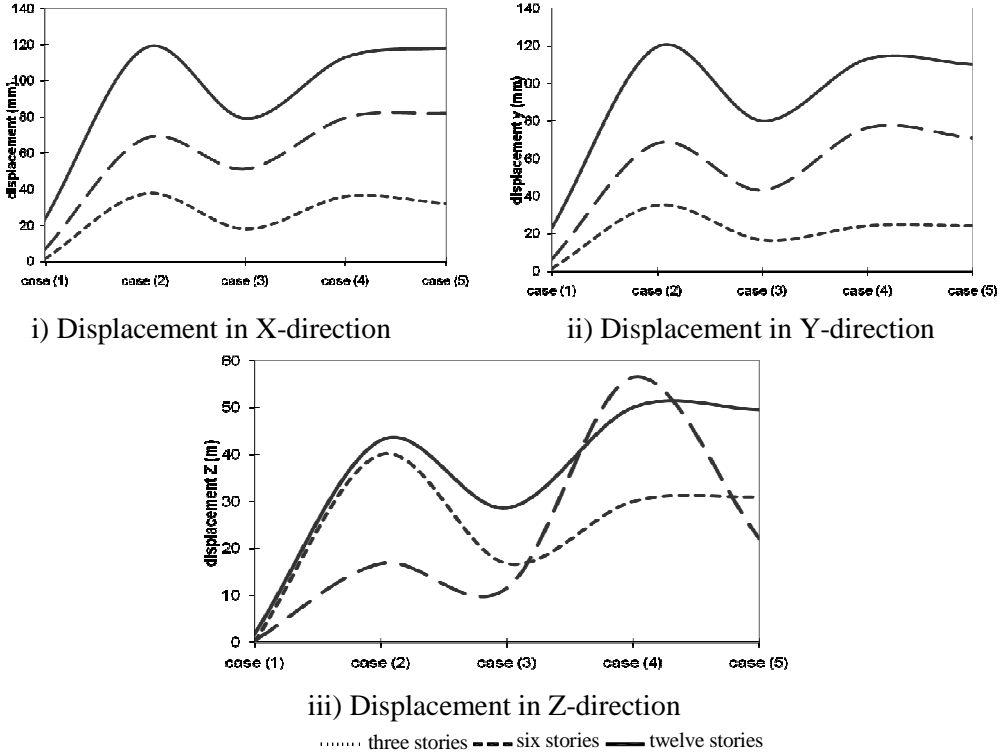 140
120
100
80
60
40
20
0
displacement (mm)
case (1) case (2) case (3) case (4) case (5)
i) Displacement in X-direction
140
120
100
80
60
40
20
0
displacement y (mm)
case (1) case (2) case (3) case (4) case (5)
ii) Displacement in Y-direction
60
50
40
30
20
10
0
displacement Z (m)
case (1) case (2) case (3) case (4) case (5)
iii) Displacement in Z-direction
three stories six stories twelve stories